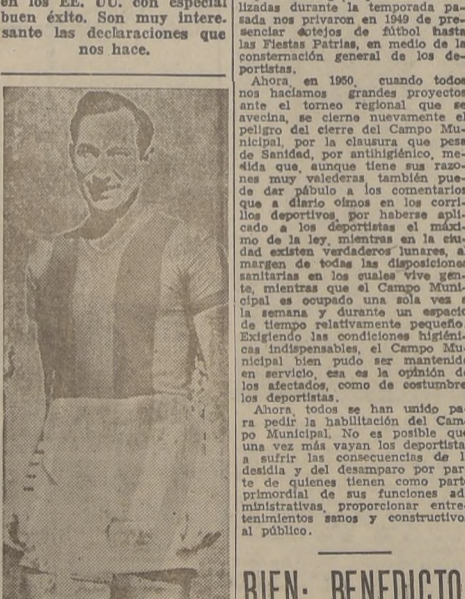 en los EE. UU. con especial
buen éxito. Son muy intere-
sante las declaraciones que
nos hace.
lizadas durante la temporada pa-
sada nos privaron en 1949 de pre-
senciar cotejos de fútbol hasta
las Fiestas Patrias, en medio de la
consternación general de los de-
portistas.
Ahora, en 1950, cuando todos
nos hacíamos grandes proyectos
ante el torneo regional que se
avecina, se cierne nuevamente el
peligro del cierre del Campo Mu-
nicipal, por la clausura que pesa
de Sanidad, por antihigiénico, me-
dida que, aunque tiene sus razo-
nes muy valederas, también pue-
de dar pábulo a los comentarios
que a diario oímos en los corri-
llos deportivos, por haberse apli-
cado a los deportistas el máxi-
mo de la ley, mientras en la ciu-
dad existen verdaderos lunares, al
margen de todas las disposiciones
sanitarias en los cuales vive gen-
te, mientras que el Campo Muni-
cipal es ocupado una sola vez a
la semana y durante un espacio
de tiempo relativamente pequeño.
Exigiendo las condiciones higiéni-
cas indispensables, el Campo Mu-
nicipal bien pudo ser mantenido
en servicio, esa es la opinión de
los afectados, como de costumbre
los deportistas.
Ahora, todos se han unido pa-
ra pedir la habilitación del Cam-
po Municipal. No es posible que
una vez más vayan los deportista
a sufrir las consecuencias de l
desidia y del desamparo por par
te de quienes tienen como part
primordial de sus funciones ad
ministrativas, proporcionar entre
tenimientos sanos y constructivo
al público.
BIEN: BENEDICTO